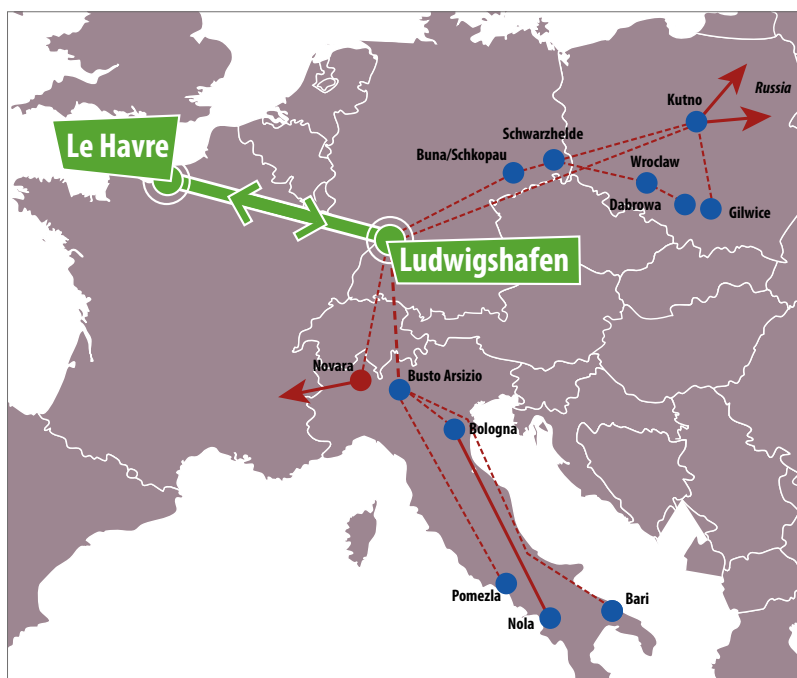 Russia
Kutno
Le Havre
Schwarzhelde
Buna/Schkopau
Wroclaw
Dabrowa
Gilwice
Ludwigshafen
Novara
Busto Arsizio
Bologna
Pomezla
Bari
Nola